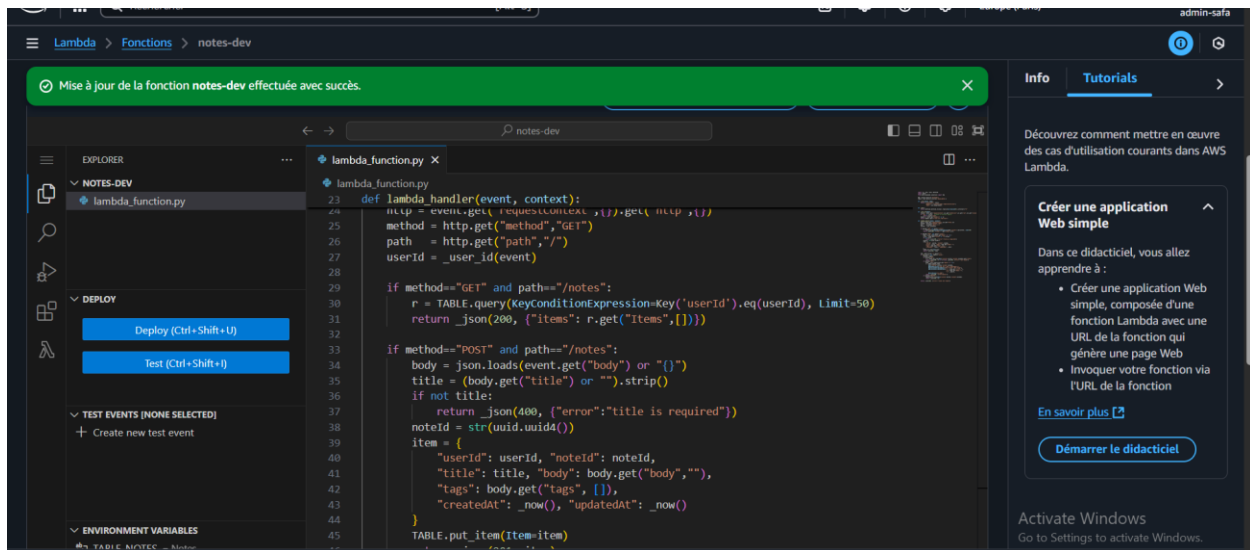 admin-safa
Lambda > Fonctions > notes-dev
Mise à jour de la fonction notes-dev effectuée avec succès.
notes-dev
EXPLORER
NOTES-DEV
lambda_function.py
DEPLOY
Deploy (Ctrl+Shift+U)
Test (Ctrl+Shift+I)
TEST EVENTS [NONE SELECTED]
+ Create new test event
ENVIRONMENT VARIABLES
lambda_function.py
lambda_function.py
23 def lambda_handler(event, context):
24 http = event.get("requestContext",{}).get("http",{})
25 method = http.get("method","GET")
26 path = http.get("path","/")
27 userId = _user_id(event)
28
29 if method=="GET" and path=="/notes":
30 r = TABLE.query(KeyConditionExpression=Key('userId').eq(userId), Limit=50)
31 return _json(200, {"items": r.get("Items",[])})
32
33 if method=="POST" and path=="/notes":
34 body = json.loads(event.get("body") or "{}")
35 title = (body.get("title") or "").strip()
36 if not title:
37 return _json(400, {"error":"title is required"})
38 noteId = str(uuid.uuid4())
39 item = {
40 "userId": userId, "noteId": noteId,
41 "title": title, "body": body.get("body",""),
42 "tags": body.get("tags", []),
43 "createdAt": _now(), "updatedAt": _now()
44 }
45 TABLE.put_item(Item=item)
Info
Tutorials
Découvrez comment mettre en œuvre
des cas d'utilisation courants dans AWS
Lambda.
Créer une application
Web simple
Dans ce didacticiel, vous allez
apprendre à :
• Créer une application Web
simple, composée d'une
fonction Lambda avec une
URL de la fonction qui
génère une page Web
• Invoquer votre fonction via
l'URL de la fonction
En savoir plus
Démarrer le didacticiel
Activate Windows
Go to Settings to activate Windows.